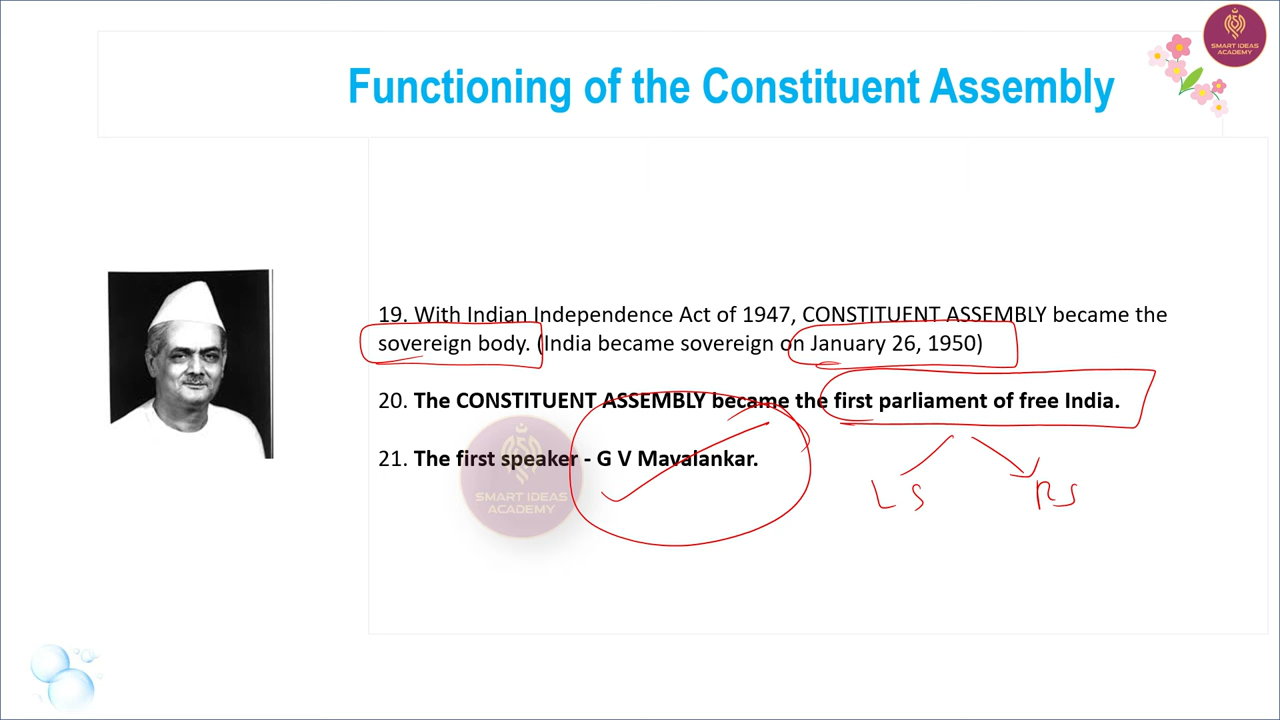 SMART IDEAS
ACADEMY
Functioning of the Constituent Assembly
19. With Indian Independence Act of 1947, CONSTITUENT ASSEMBLY became the
sovereign body. (India became sovereign on January 26, 1950)
20. The CONSTITUENT ASSEMBLY became the first parliament of free India.
21. The first speaker - G V Mavalankar.
LS RS
SMART IDEAS
ACADEMY